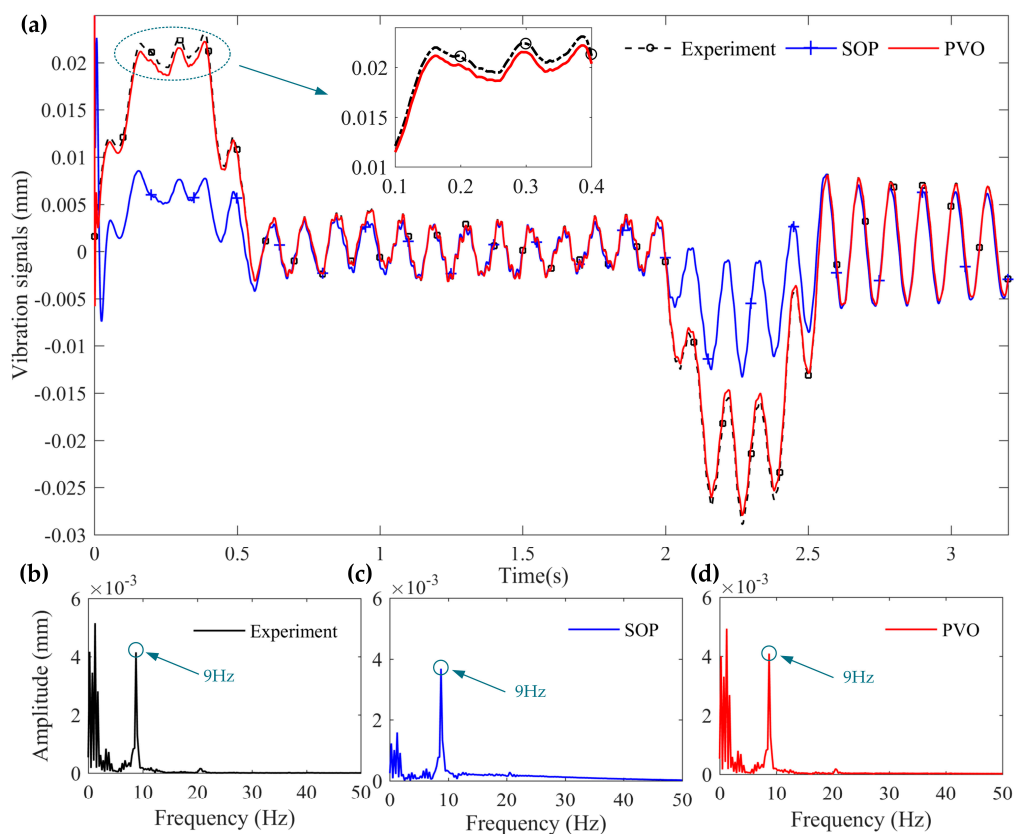 (a)
Experiment SOP PVO
Vibration signals (mm)
0.02
0.015
0.01
0.005
0
-0.005
-0.01
-0.015
-0.02
-0.025
-0.03
0.02
0.01
0.01
0.1 0.2 0.3 0.4
0 0.5 1 1.5 2 2.5 3
Time(s)
(b) (c) (d)
×10⁻³ ×10⁻³ ×10⁻³
Amplitude (mm)
6
4
2
0
Experiment
9Hz
0 10 20 30 40 50
Frequency (Hz)
6
4
2
0
SOP
9Hz
0 10 20 30 40 50
Frequency (Hz)
6
4
2
0
PVO
9Hz
0 10 20 30 40 50
Frequency (Hz)